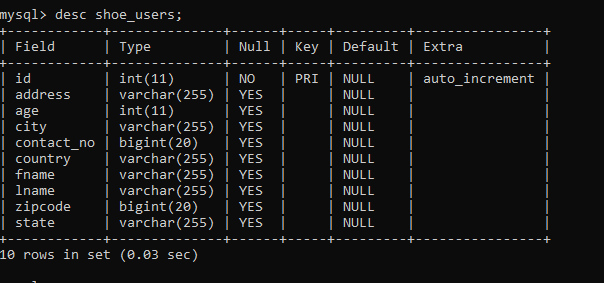 mysql> desc shoe_users;
+------------+--------------+------+-----+---------+----------------+
| Field      | Type         | Null | Key | Default | Extra          |
+------------+--------------+------+-----+---------+----------------+
| id         | int(11)      | NO   | PRI | NULL    | auto_increment |
| address    | varchar(255) | YES  |     | NULL    |                |
| age        | int(11)      | YES  |     | NULL    |                |
| city       | varchar(255) | YES  |     | NULL    |                |
| contact_no | bigint(20)   | YES  |     | NULL    |                |
| country    | varchar(255) | YES  |     | NULL    |                |
| fname      | varchar(255) | YES  |     | NULL    |                |
| lname      | varchar(255) | YES  |     | NULL    |                |
| zipcode    | bigint(20)   | YES  |     | NULL    |                |
| state      | varchar(255) | YES  |     | NULL    |                |
+------------+--------------+------+-----+---------+----------------+
10 rows in set (0.03 sec)